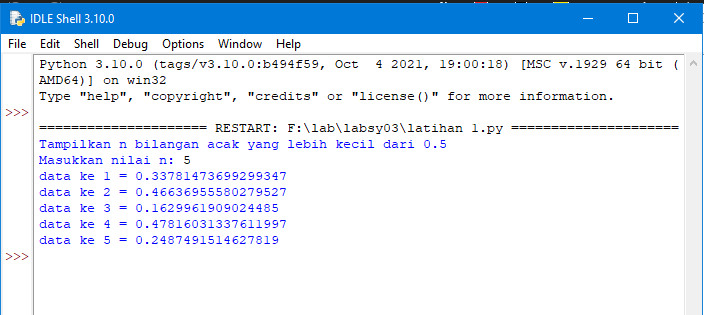 IDLE Shell 3.10.0
File Edit Shell Debug Options Window Help
Python 3.10.0 (tags/v3.10.0:b494f59, Oct  4 2021, 19:00:18) [MSC v.1929 64 bit (
AMD64)] on win32
Type "help", "copyright", "credits" or "license()" for more information.
>>>
===================== RESTART: F:\lab\labsy03\latihan 1.py =====================
Tampilkan n bilangan acak yang lebih kecil dari 0.5
Masukkan nilai n: 5
data ke 1 = 0.33781473699299347
data ke 2 = 0.46636955580279527
data ke 3 = 0.1629961909024485
data ke 4 = 0.47816031337611997
data ke 5 = 0.2487491514627819
>>>